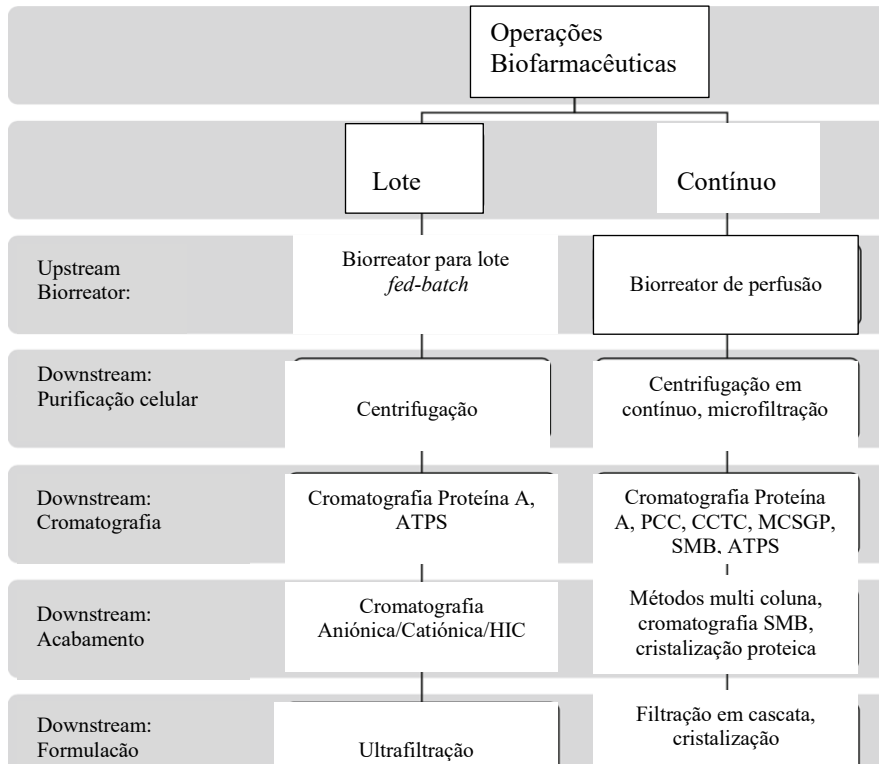 Operações
Biofarmacêuticas
Lote
Contínuo
Upstream
Biorreator:
Biorreator para lote
fed-batch
Biorreator de perfusão
Downstream:
Purificação celular
Centrifugação
Centrifugação em
contínuo, microfiltração
Downstream:
Cromatografia
Cromatografia Proteína A,
ATPS
Cromatografia Proteína
A, PCC, CCTC, MCSGP,
SMB, ATPS
Downstream:
Acabamento
Cromatografia
Aniónica/Catiónica/HIC
Métodos multi coluna,
cromatografia SMB,
cristalização proteica
Downstream:
Formulacão
Ultrafiltração
Filtração em cascata,
cristalização